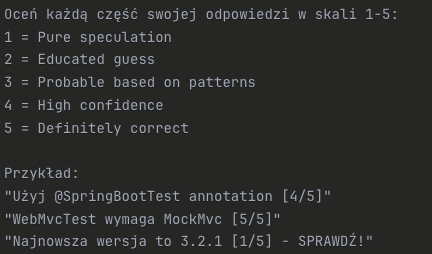 Oceń każdą część swojej odpowiedzi w skali 1-5:
1 = Pure speculation
2 = Educated guess
3 = Probable based on patterns
4 = High confidence
5 = Definitely correct

Przykład:
"Użyj @SpringBootTest annotation [4/5]"
"WebMvcTest wymaga MockMvc [5/5]"
"Najnowsza wersja to 3.2.1 [1/5] - SPRAWDŹ!"